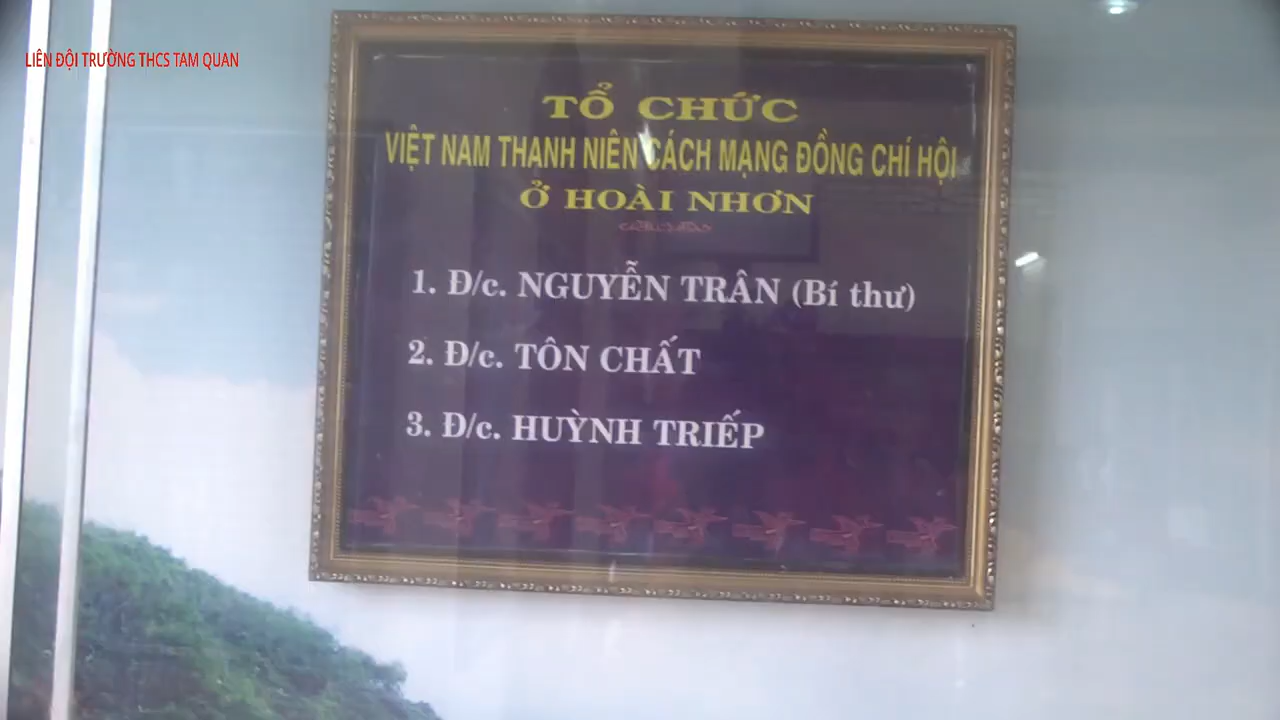 LIÊN ĐỘI TRƯỜNG THCS TAM QUAN
TỔ CHỨC
VIỆT NAM THANH NIÊN CÁCH MẠNG ĐỒNG CHÍ HỘI
Ở HOÀI NHƠN
1. Đ/c. NGUYỄN TRÂN (Bí thư)
2. Đ/c. TÔN CHẤT
3. Đ/c. HUỲNH TRIẾP